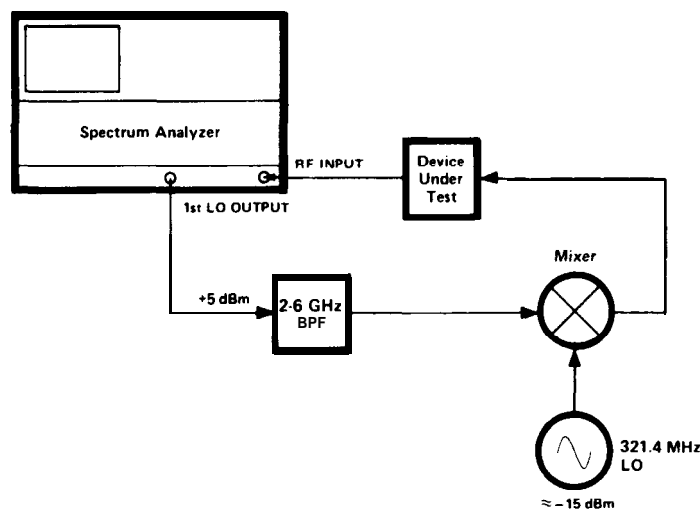 Spectrum Analyzer
RF INPUT
1st LO OUTPUT
Device
Under
Test
Mixer
+5 dBm
2-6 GHz
BPF
321.4 MHz
LO
≈ -15 dBm